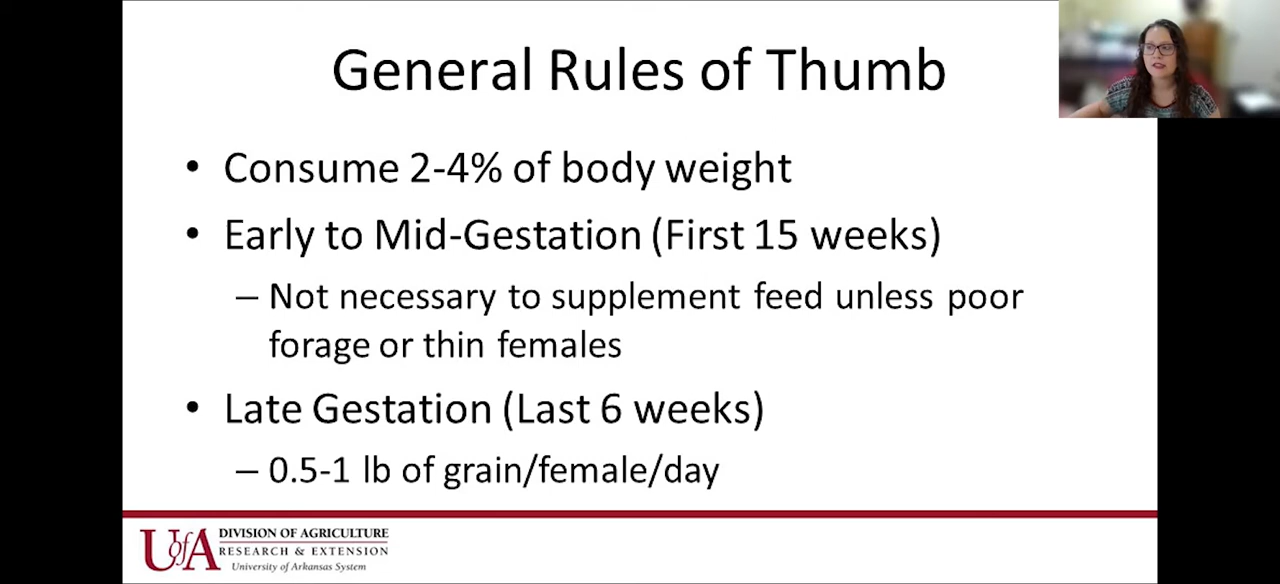 General Rules of Thumb
• Consume 2-4% of body weight
• Early to Mid-Gestation (First 15 weeks)
– Not necessary to supplement feed unless poor
forage or thin females
• Late Gestation (Last 6 weeks)
– 0.5-1 lb of grain/female/day
UofA
DIVISION OF AGRICULTURE
RESEARCH & EXTENSION
University of Arkansas System